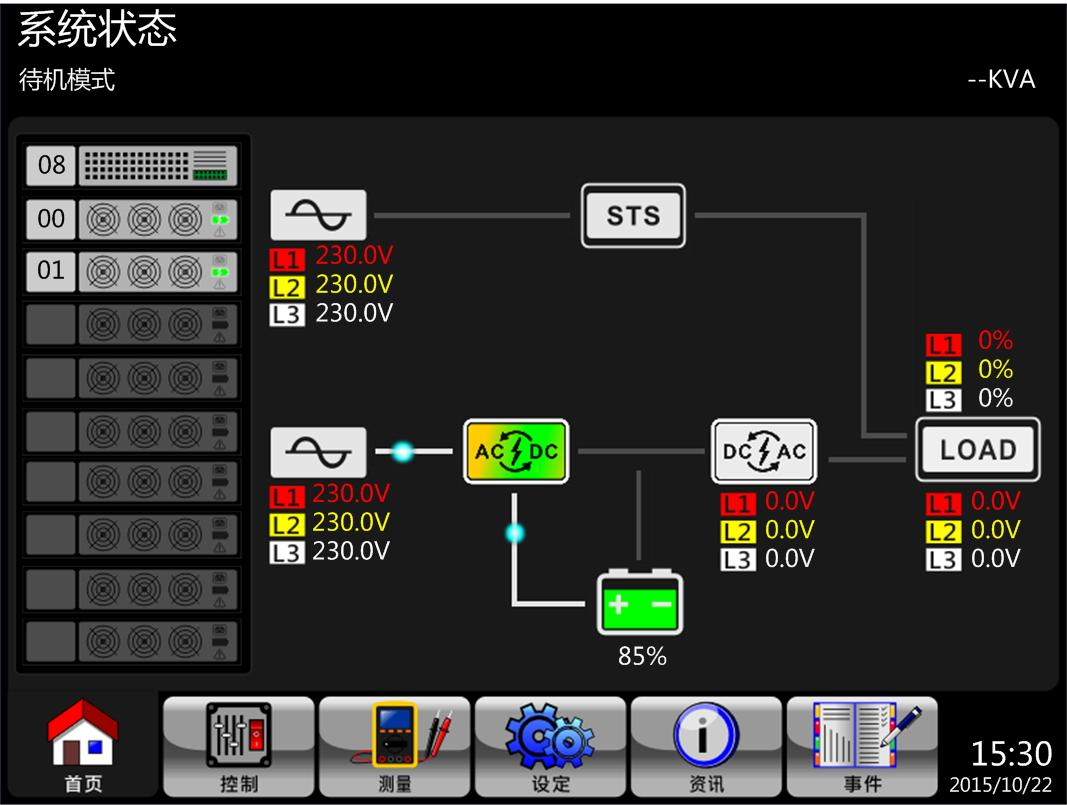 系统状态
待机模式
--KVA
08
00
01
STS
L1 230.0V
L2 230.0V
L3 230.0V
L1 0%
L2 0%
L3 0%
AC DC
DC AC
LOAD
L1 230.0V
L2 230.0V
L3 230.0V
L1 0.0V
L2 0.0V
L3 0.0V
L1 0.0V
L2 0.0V
L3 0.0V
+ −
85%
首页
控制
测量
设定
i
资讯
事件
15:30
2015/10/22